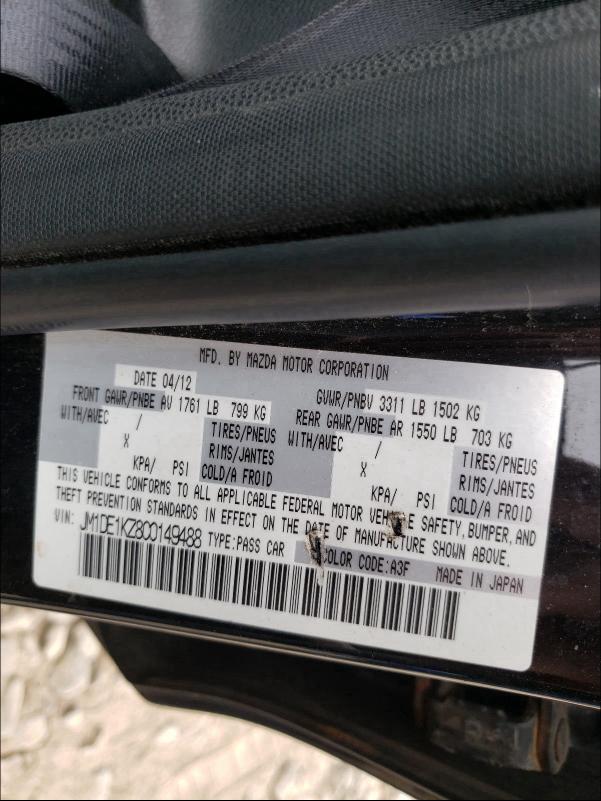 MFD. BY MAZDA MOTOR CORPORATION
DATE 04/12 GVWR/PNBV 3311 LB 1502 KG
FRONT GAWR/PNBE AV 1761 LB 799 KG REAR GAWR/PNBE AR 1550 LB 703 KG
WITH/AVEC / TIRES/PNEUS WITH/AVEC / TIRES/PNEUS
X RIMS/JANTES X RIMS/JANTES
KPA/ PSI COLD/A FROID KPA/ PSI COLD/A FROID
THIS VEHICLE CONFORMS TO ALL APPLICABLE FEDERAL MOTOR VEHICLE SAFETY, BUMPER, AND
THEFT PREVENTION STANDARDS IN EFFECT ON THE DATE OF MANUFACTURE SHOWN ABOVE.
VIN: JM1DE1KZ8C0149488 TYPE:PASS CAR COLOR CODE:A3F MADE IN JAPAN